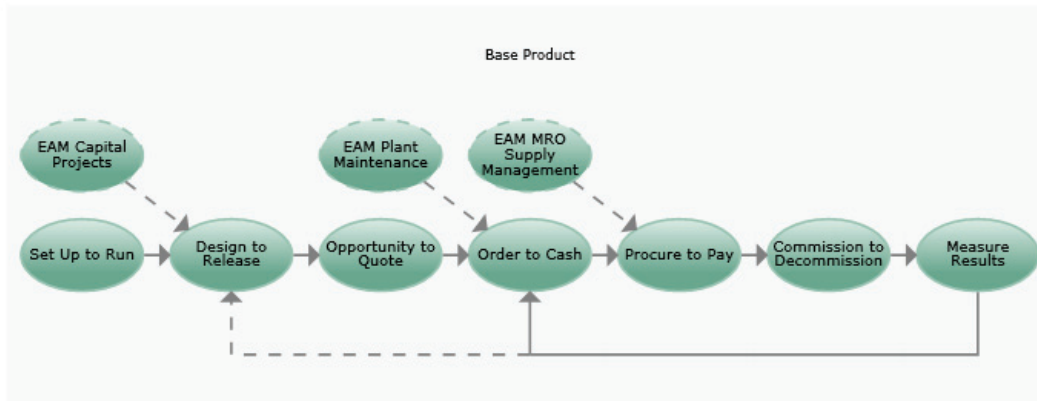 Base Product
EAM Capital
Projects
EAM Plant
Maintenance
EAM MRO
Supply
Management
Set Up to Run
Design to
Release
Opportunity to
Quote
Order to Cash
Procure to Pay
Commission to
Decommission
Measure
Results